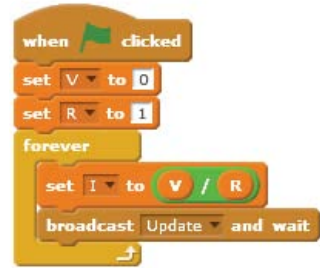 when clicked
set V to 0
set R to 1
forever
set I to V / R
broadcast Update and wait